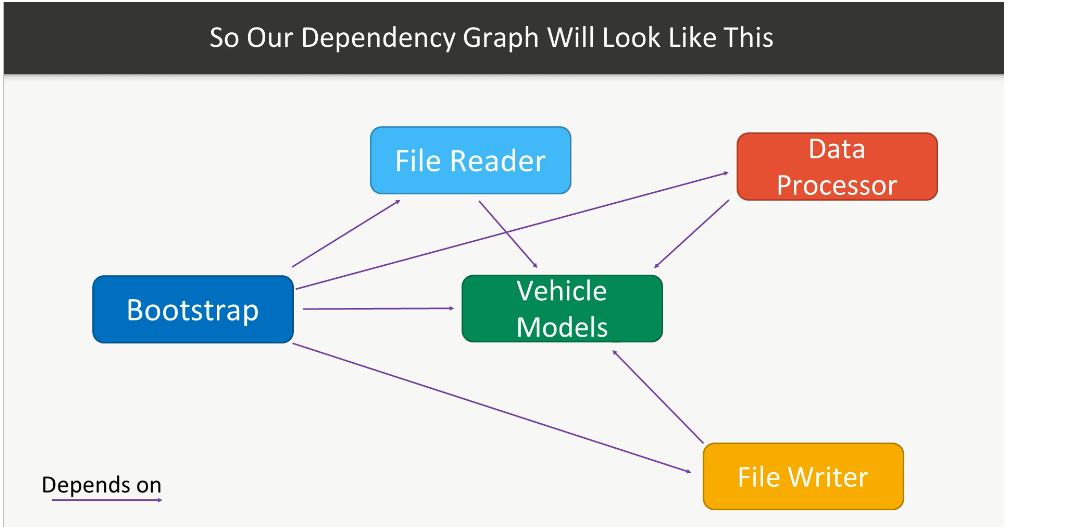 So Our Dependency Graph Will Look Like This
File Reader
Data
Processor
Bootstrap
Vehicle
Models
File Writer
Depends on